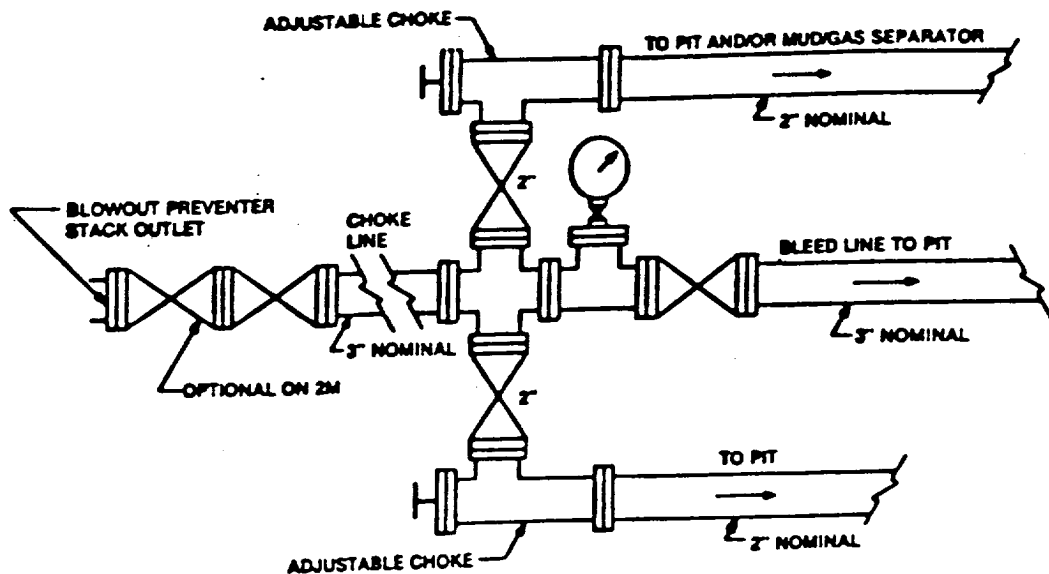 ADJUSTABLE CHOKE
TO PIT AND/OR MUD/GAS SEPARATOR
2" NOMINAL
2"
BLOWOUT PREVENTER
STACK OUTLET
CHOKE
LINE
BLEED LINE TO PIT
3" NOMINAL
3" NOMINAL
OPTIONAL ON 2M
2"
TO PIT
2" NOMINAL
ADJUSTABLE CHOKE